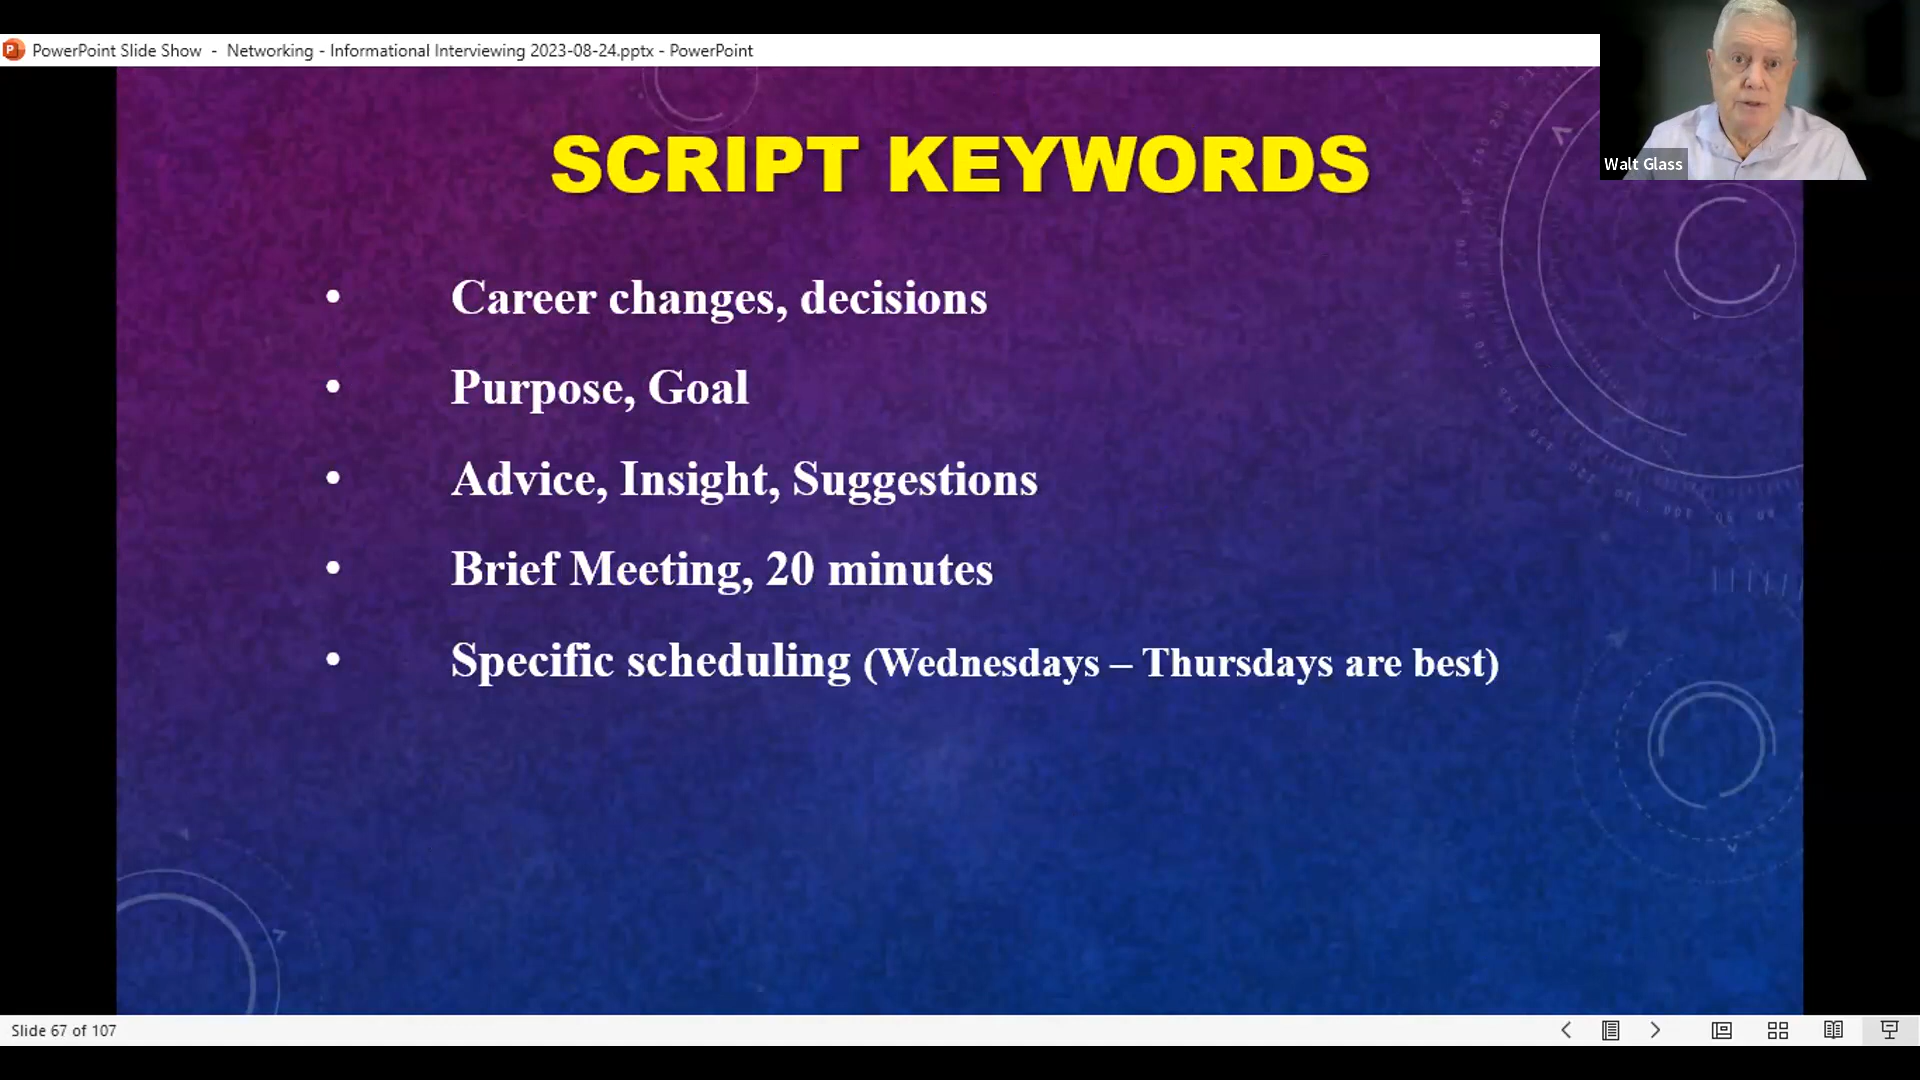 PowerPoint Slide Show - Networking - Informational Interviewing 2023-08-24.pptx - PowerPoint
Walt Glass
SCRIPT KEYWORDS
• Career changes, decisions
• Purpose, Goal
• Advice, Insight, Suggestions
• Brief Meeting, 20 minutes
• Specific scheduling (Wednesdays – Thursdays are best)
Slide 67 of 107